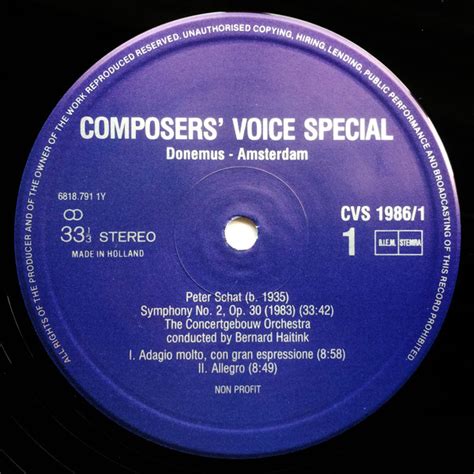 ALL RIGHTS OF THE PRODUCER AND OF THE OWNER OF THE WORK REPRODUCED RESERVED. UNAUTHORISED COPYING, HIRING, LENDING, PUBLIC PERFORMANCE AND BROADCASTING OF THIS RECORD PROHIBITED
COMPOSERS' VOICE SPECIAL
Donemus - Amsterdam
6818.791 1Y
33 1/3 STEREO
MADE IN HOLLAND
CVS 1986/1
1
B.I.E.M. STEMRA
Peter Schat (b. 1935)
Symphony No. 2, Op. 30 (1983) (33:42)
The Concertgebouw Orchestra
conducted by Bernard Haitink
I. Adagio molto, con gran espressione (8:58)
II. Allegro (8:49)
NON PROFIT